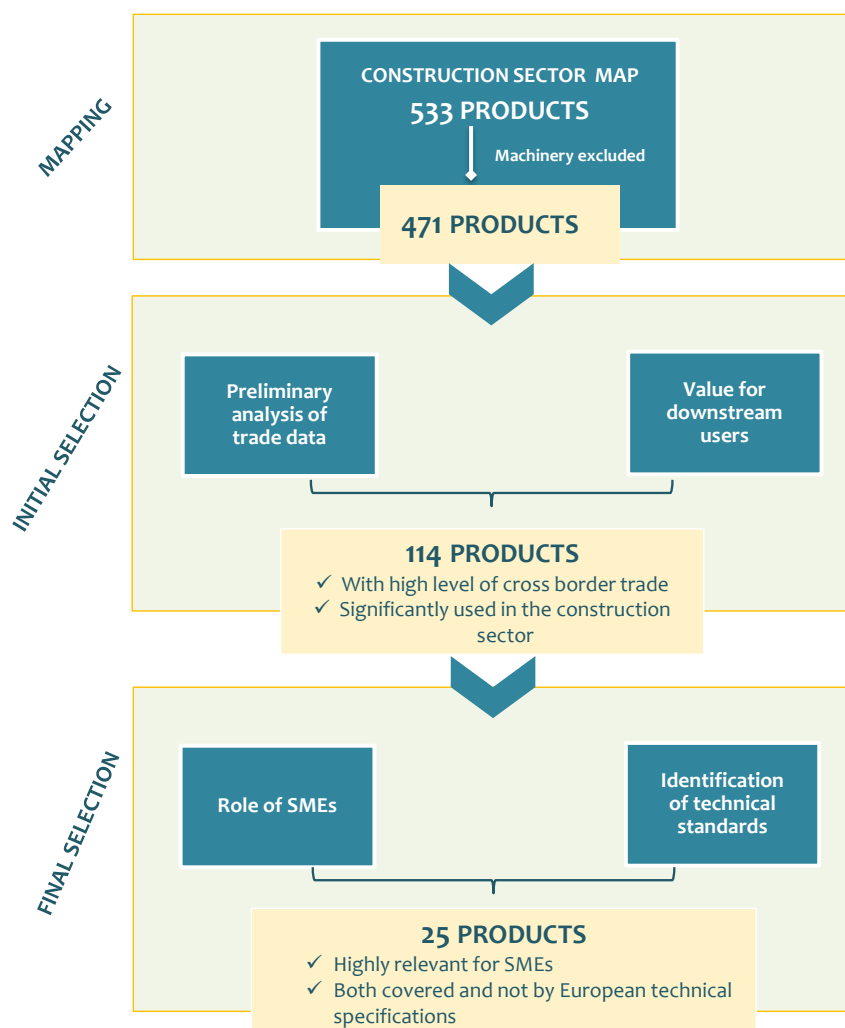 MAPPING
CONSTRUCTION SECTOR MAP
533 PRODUCTS
Machinery excluded
471 PRODUCTS
INITIAL SELECTION
Preliminary
analysis of
trade data
Value for
downstream
users
114 PRODUCTS
✓ With high level of cross border trade
✓ Significantly used in the construction
sector
FINAL SELECTION
Role of SMEs
Identification
of technical
standards
25 PRODUCTS
✓ Highly relevant for SMEs
✓ Both covered and not by European technical
specifications